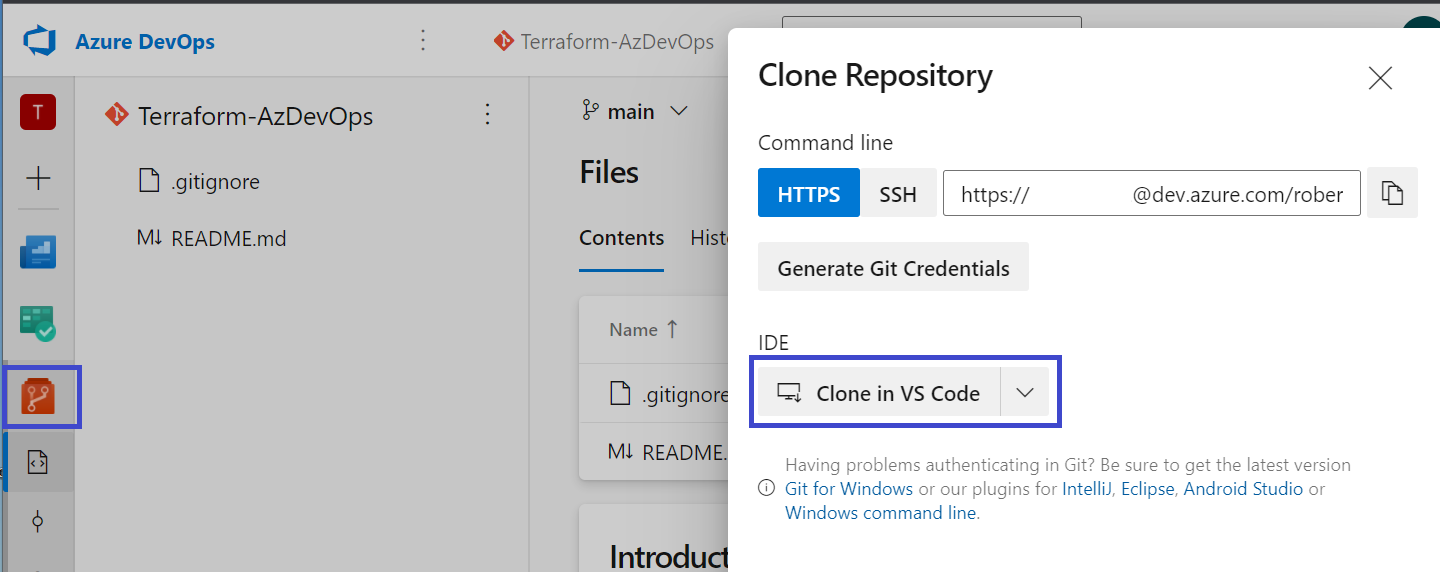 Azure DevOps
Terraform-AzDevOps
T
Terraform-AzDevOps
.gitignore
M↓ README.md
main
Files
Contents
Name ↑
.gitignore
M↓ README.
Clone Repository
Command line
HTTPS
SSH
https:// @dev.azure.com/rober
Generate Git Credentials
IDE
Clone in VS Code
Having problems authenticating in Git? Be sure to get the latest version
Git for Windows or our plugins for IntelliJ, Eclipse, Android Studio or
Windows command line.